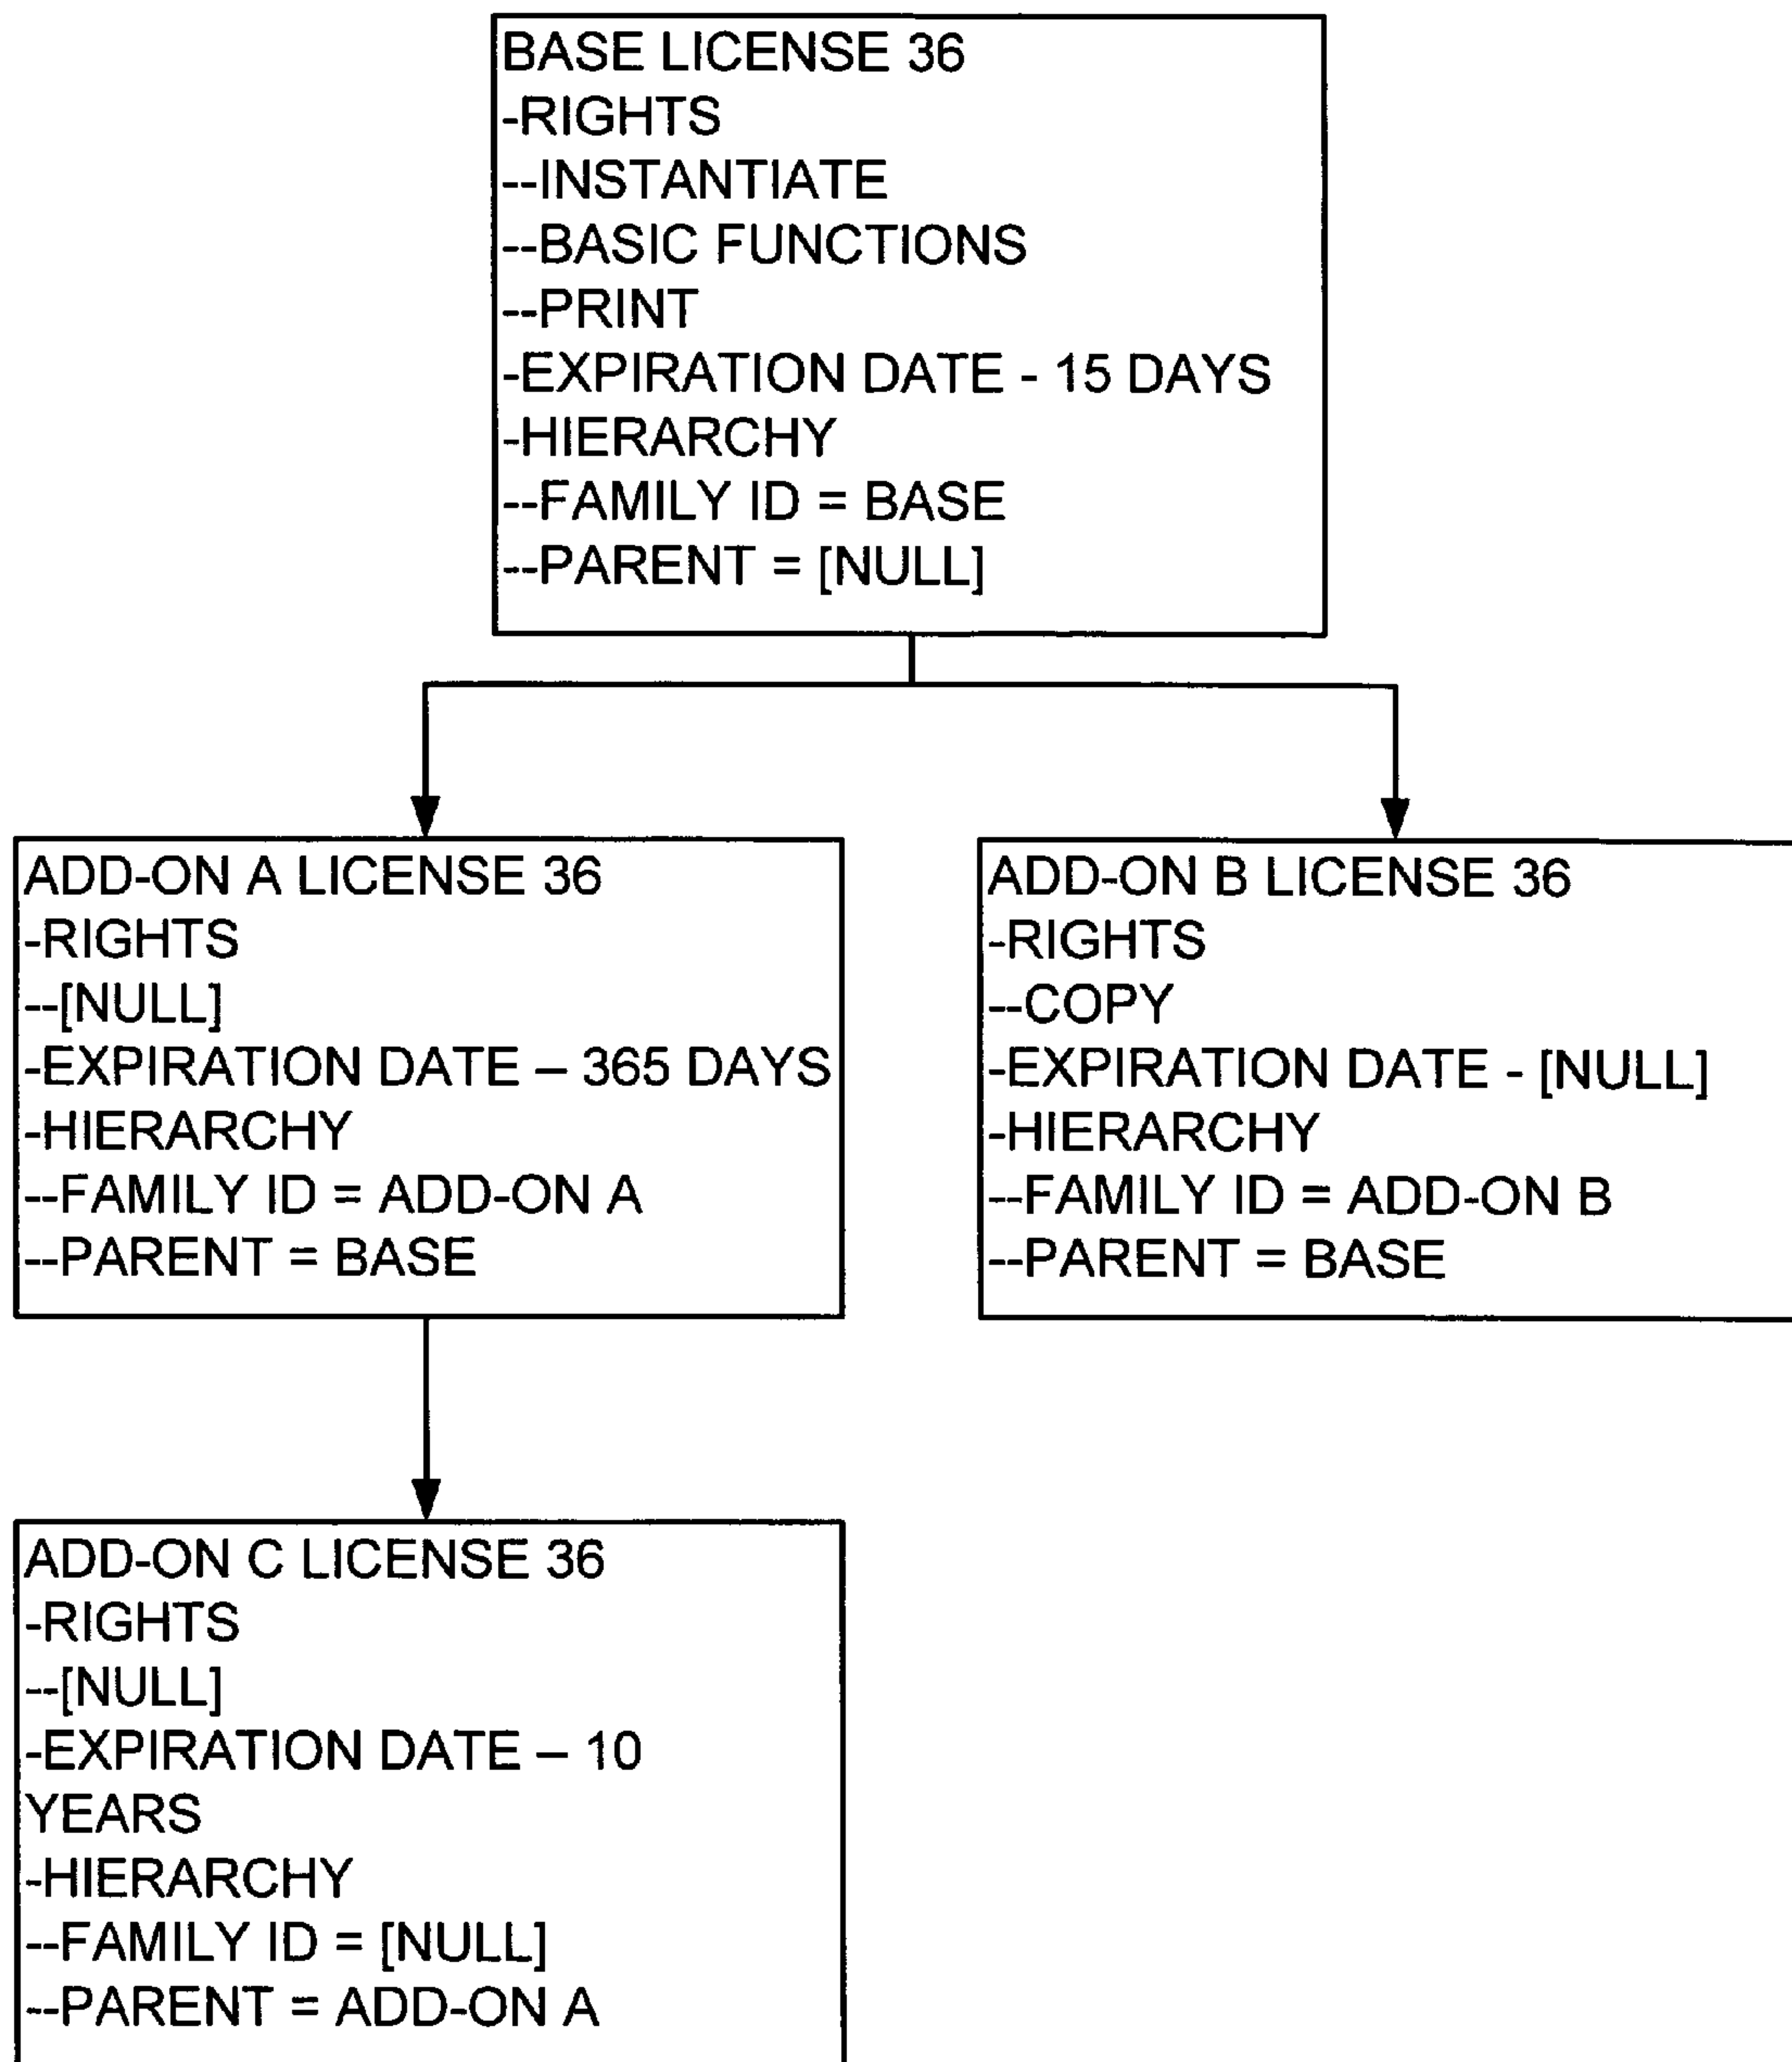 BASE LICENSE 36
-RIGHTS
--INSTANTIATE
--BASIC FUNCTIONS
--PRINT
-EXPIRATION DATE - 15 DAYS
-HIERARCHY
--FAMILY ID = BASE
--PARENT = [NULL]
ADD-ON A LICENSE 36
-RIGHTS
--[NULL]
-EXPIRATION DATE – 365 DAYS
-HIERARCHY
--FAMILY ID = ADD-ON A
--PARENT = BASE
ADD-ON B LICENSE 36
-RIGHTS
--COPY
-EXPIRATION DATE - [NULL]
-HIERARCHY
--FAMILY ID = ADD-ON B
--PARENT = BASE
ADD-ON C LICENSE 36
-RIGHTS
--[NULL]
-EXPIRATION DATE – 10
YEARS
-HIERARCHY
--FAMILY ID = [NULL]
--PARENT = ADD-ON A